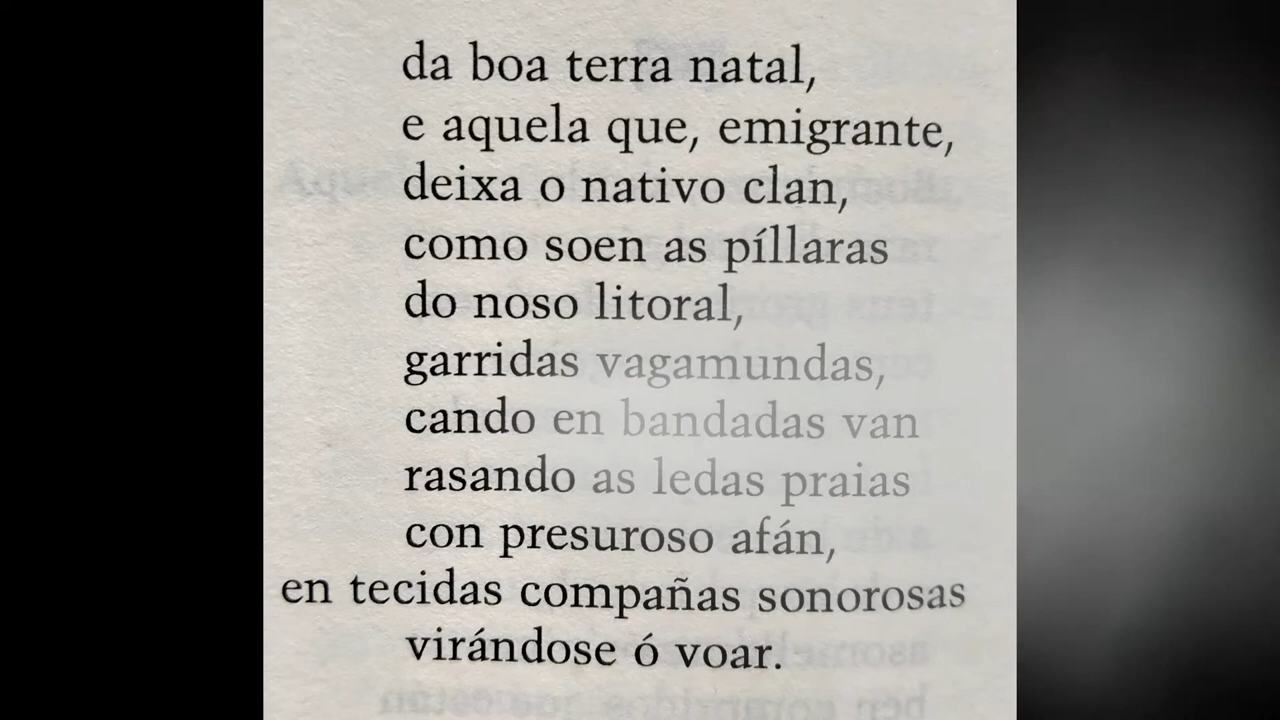 da boa terra natal,
e aquela que, emigrante,
deixa o nativo clan,
como soen as píllaras
do noso litoral,
garridas vagamundas,
cando en bandadas van
rasando as ledas praias
con presuroso afán,
en tecidas compañas sonorosas
virándose ó voar.